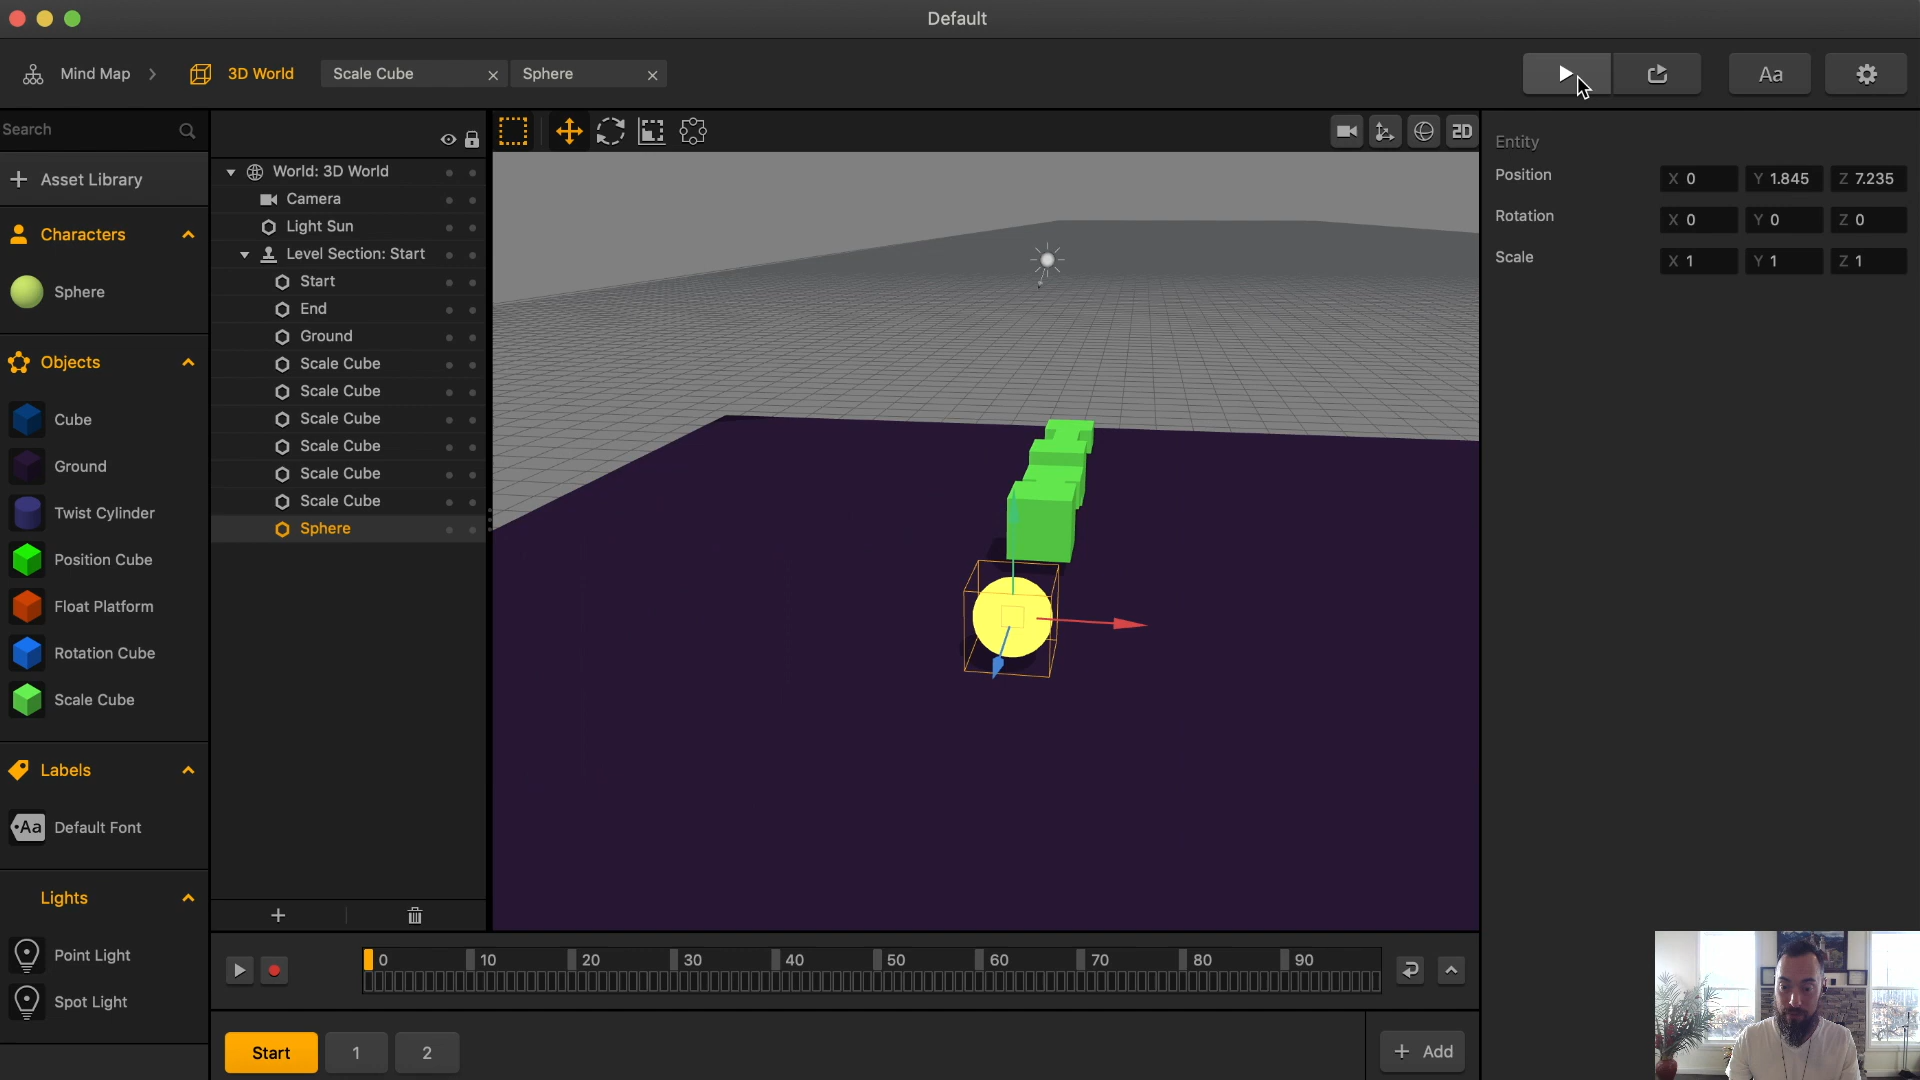 Default
Mind Map
3D World
Scale Cube
Sphere
Aa
Search
Asset Library
Characters
Sphere
Objects
Cube
Ground
Twist Cylinder
Position Cube
Float Platform
Rotation Cube
Scale Cube
Labels
Aa
Default Font
Lights
Point Light
Spot Light
World: 3D World
Camera
Light Sun
Level Section: Start
Start
End
Ground
Scale Cube
Scale Cube
Scale Cube
Scale Cube
Scale Cube
Scale Cube
Sphere
2D
Entity
Position X 0 Y 1.845 Z 7.235
Rotation X 0 Y 0 Z 0
Scale X 1 Y 1 Z 1
0 10 20 30 40 50 60 70 80 90
Start 1 2
+ Add